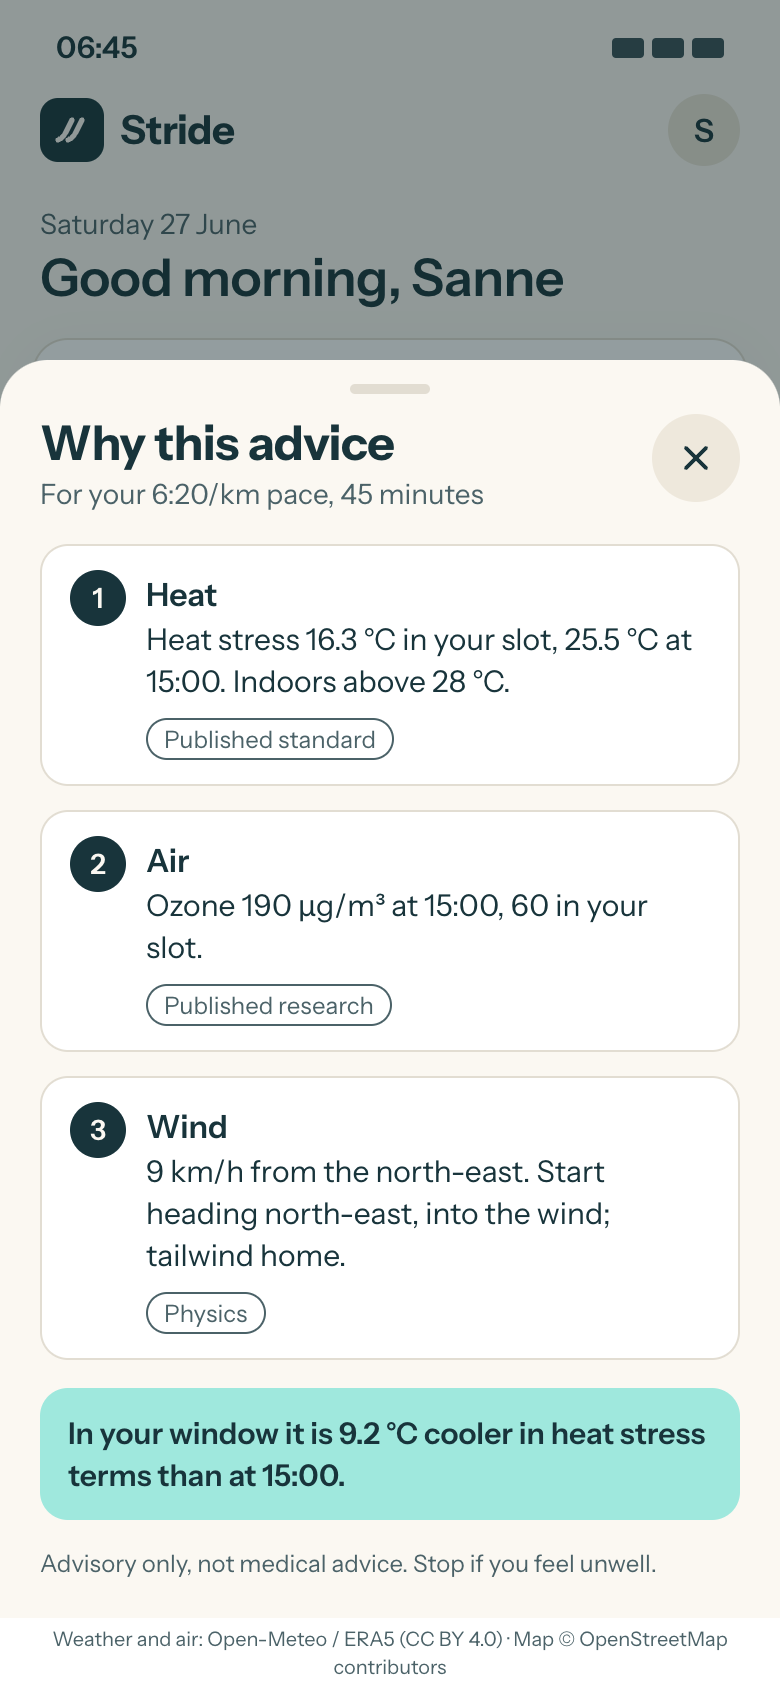 06:45
Stride
S
Saturday 27 June
Good morning, Sanne
Why this advice
For your 6:20/km pace, 45 minutes
1
Heat
Heat stress 16.3 °C in your slot, 25.5 °C at
15:00. Indoors above 28 °C.
Published standard
2
Air
Ozone 190 µg/m³ at 15:00, 60 in your
slot.
Published research
3
Wind
9 km/h from the north-east. Start
heading north-east, into the wind;
tailwind home.
Physics
In your window it is 9.2 °C cooler in heat stress
terms than at 15:00.
Advisory only, not medical advice. Stop if you feel unwell.
Weather and air: Open-Meteo / ERA5 (CC BY 4.0) · Map © OpenStreetMap
contributors